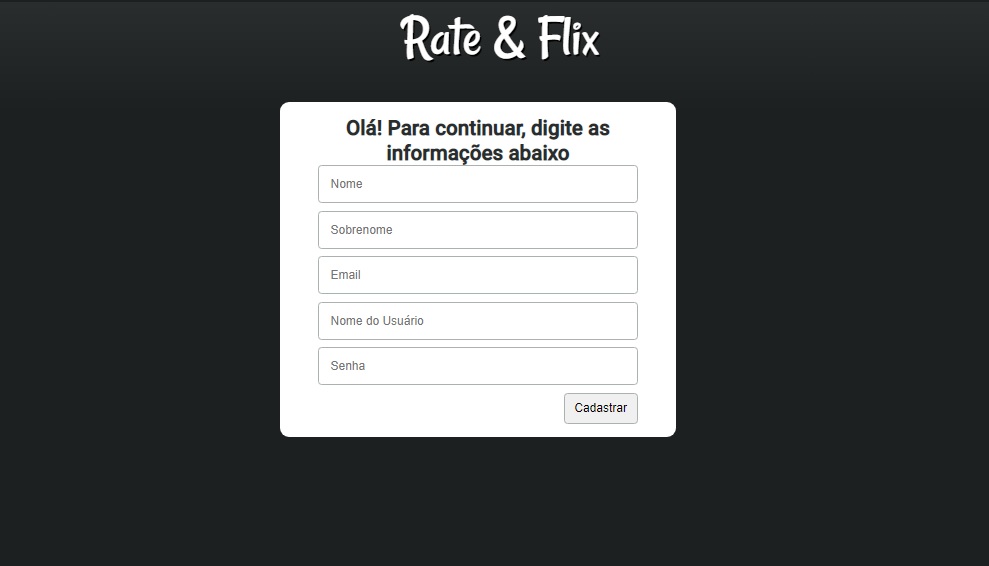 Rate & Flix
Olá! Para continuar, digite as
informações abaixo
Nome
Sobrenome
Email
Nome do Usuário
Senha
Cadastrar